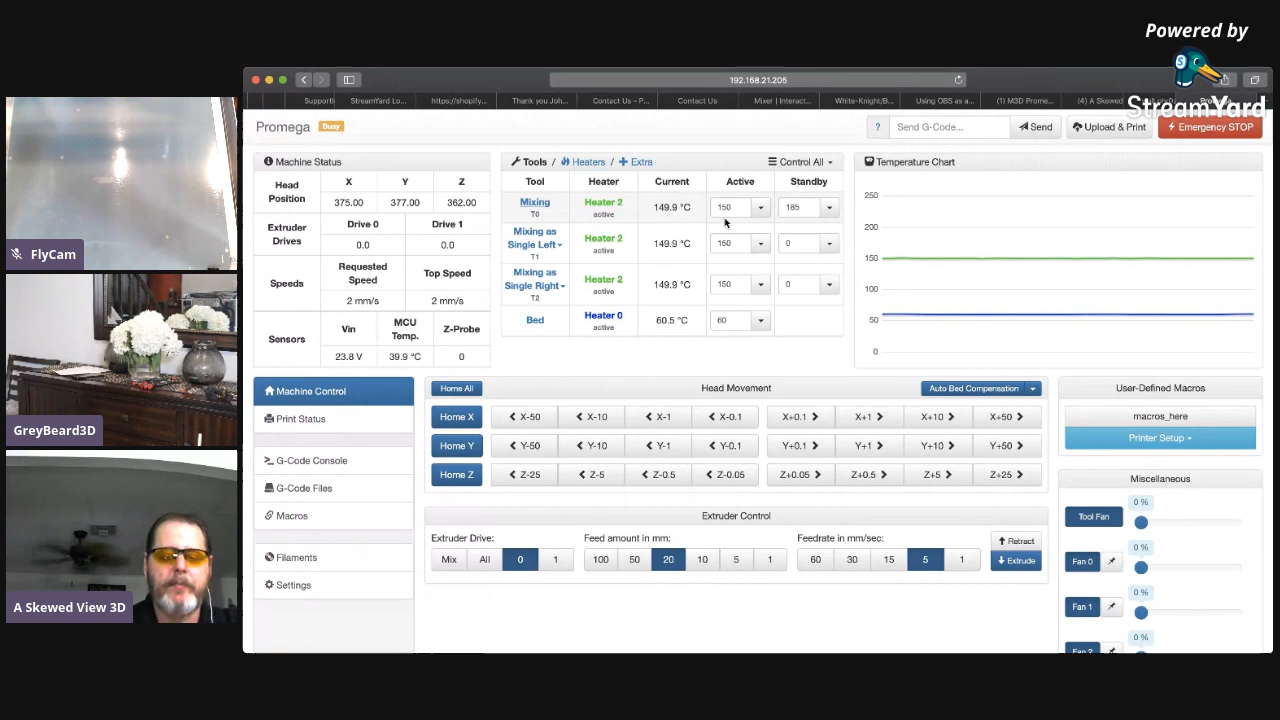 Powered by
StreamYard
FlyCam
GreyBeard3D
A Skewed View 3D
192.168.21.205
Supporti
StreamYard Lo...
https://shopify...
Thank you Joh...
Contact Us – P...
Contact Us
Mixer | Interact...
White-Knight/B...
Using OBS as a...
(1) M3D Prome...
(4) A Skewed
Promega Busy
? Send G-Code... Send Upload & Print Emergency STOP
Machine Status
Head Position X Y Z
375.00 377.00 362.00
Extruder Drives Drive 0 Drive 1
0.0 0.0
Speeds Requested Speed Top Speed
2 mm/s 2 mm/s
Sensors Vin MCU Temp. Z-Probe
23.8 V 39.9 °C 0
Tools / Heaters / Extra Control All
Tool Heater Current Active Standby
Mixing T0 Heater 2 active 149.9 °C 150 185
Mixing as Single Left T1 Heater 2 active 149.9 °C 150 0
Mixing as Single Right T2 Heater 2 active 149.9 °C 150 0
Bed Heater 0 active 60.5 °C 60
Temperature Chart
250
200
150
100
50
0
Machine Control
Print Status
G-Code Console
G-Code Files
Macros
Filaments
Settings
Home All Head Movement Auto Bed Compensation
Home X X-50 X-10 X-1 X-0.1 X+0.1 X+1 X+10 X+50
Home Y Y-50 Y-10 Y-1 Y-0.1 Y+0.1 Y+1 Y+10 Y+50
Home Z Z-25 Z-5 Z-0.5 Z-0.05 Z+0.05 Z+0.5 Z+5 Z+25
Extruder Control
Extruder Drive: Feed amount in mm: Feedrate in mm/sec:
Mix All 0 1 100 50 20 10 5 1 60 30 15 5 1
Retract
Extrude
User-Defined Macros
macros_here
Printer Setup
Miscellaneous
0 %
Tool Fan
0 %
Fan 0
0 %
Fan 1
0 %
Fan 2